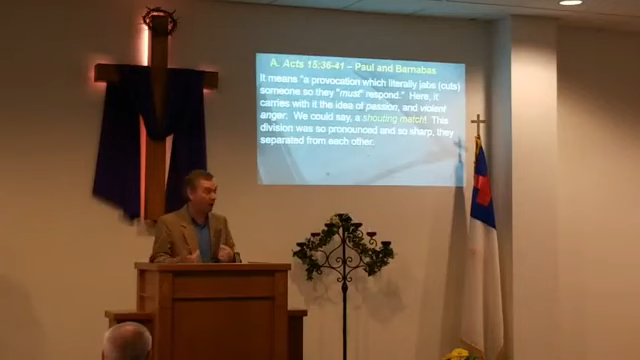 A. Acts 15:36-41 – Paul and Barnabas
It means "a provocation which literally jabs (cuts)
someone so they "must" respond." Here, it
carries with it the idea of passion, and violent
anger. We could say, a shouting match! This
division was so pronounced and so sharp, they
separated from each other.